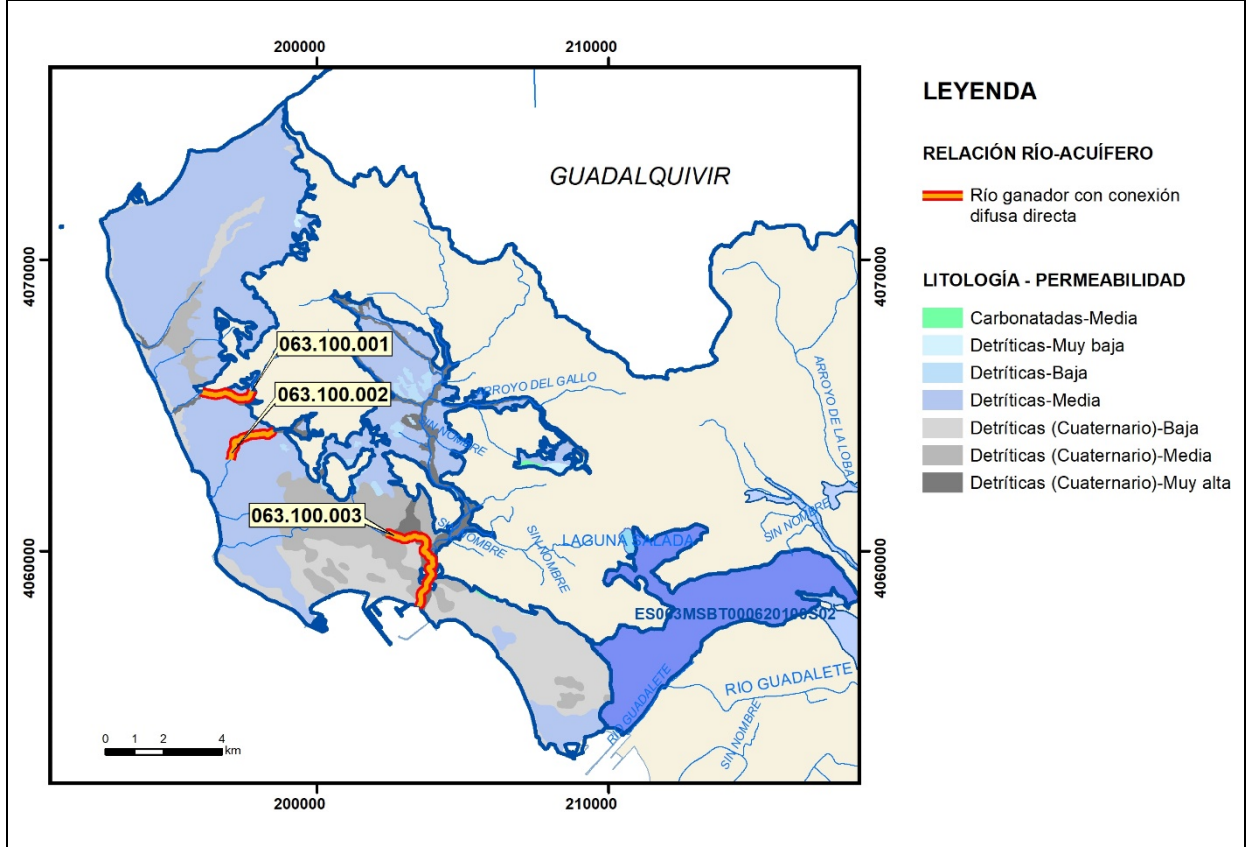 200000
210000
4070000
4070000
4060000
4060000
GUADALQUIVIR
063.100.001
063.100.002
063.100.003
ARROYO DEL GALLO
SIN NOMBRE
SIN NOMBRE
SIN NOMBRE
LAGUNA SALADA
ARROYO DE LA LOBA
SIN NOMBRE
RIO GUADALETE
RIO GUADALETE
SIN NOMBRE
0 1 2 4
km
200000
210000
LEYENDA
RELACIÓN RÍO-ACUÍFERO
Río ganador con conexión
difusa directa
LITOLOGÍA - PERMEABILIDAD
Carbonatadas-Media
Detríticas-Muy baja
Detríticas-Baja
Detríticas-Media
Detríticas (Cuaternario)-Baja
Detríticas (Cuaternario)-Media
Detríticas (Cuaternario)-Muy alta